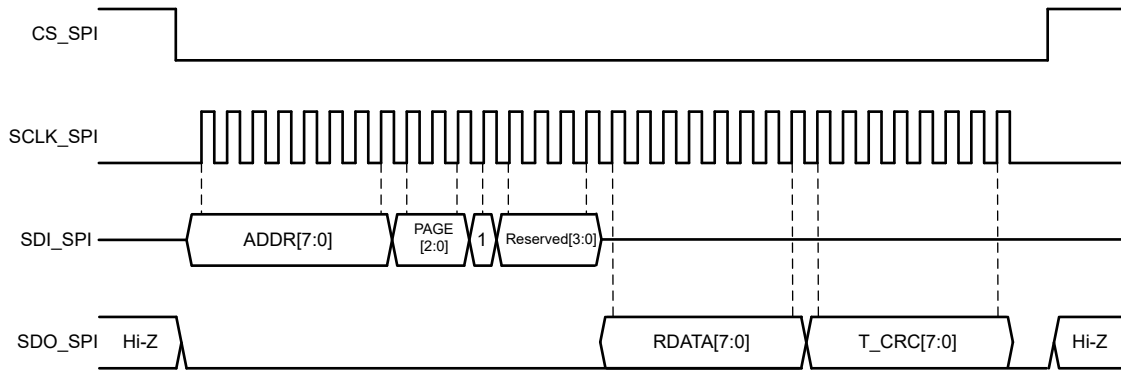 CS_SPI
SCLK_SPI
SDI_SPI
ADDR[7:0]
PAGE
[2:0]
1
Reserved[3:0]
SDO_SPI
Hi-Z
RDATA[7:0]
T_CRC[7:0]
Hi-Z